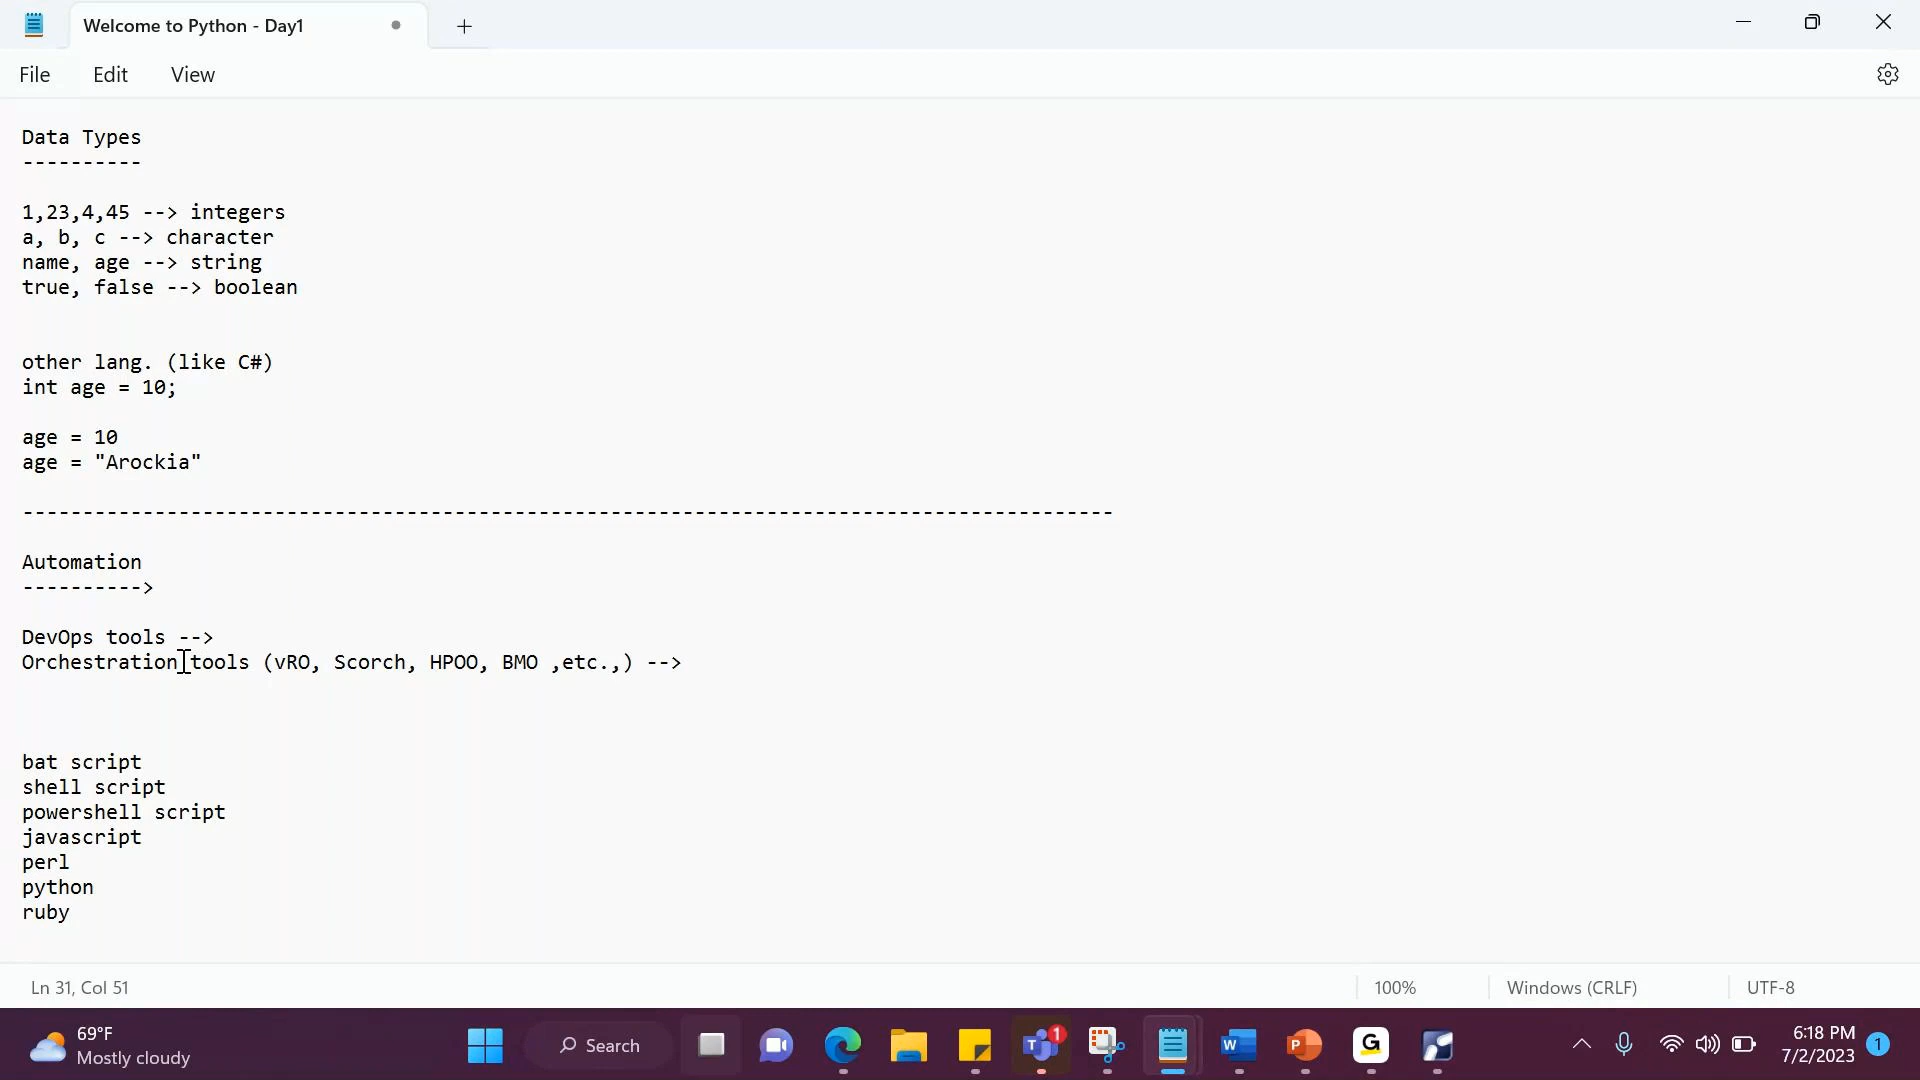 Welcome to Python - Day1
File Edit View
Data Types
----------
1,23,4,45 --> integers
a, b, c --> character
name, age --> string
true, false --> boolean
other lang. (like C#)
int age = 10;
age = 10
age = "Arockia"
-------------------------------------------------------------------------------------------
Automation
---------->
DevOps tools -->
Orchestration tools (vRO, Scorch, HPOO, BMO ,etc.,) -->
bat script
shell script
powershell script
javascript
perl
python
ruby
Ln 31, Col 51 100% Windows (CRLF) UTF-8
69°F
Mostly cloudy
Search
1
W
P
G
6:18 PM
7/2/2023
1